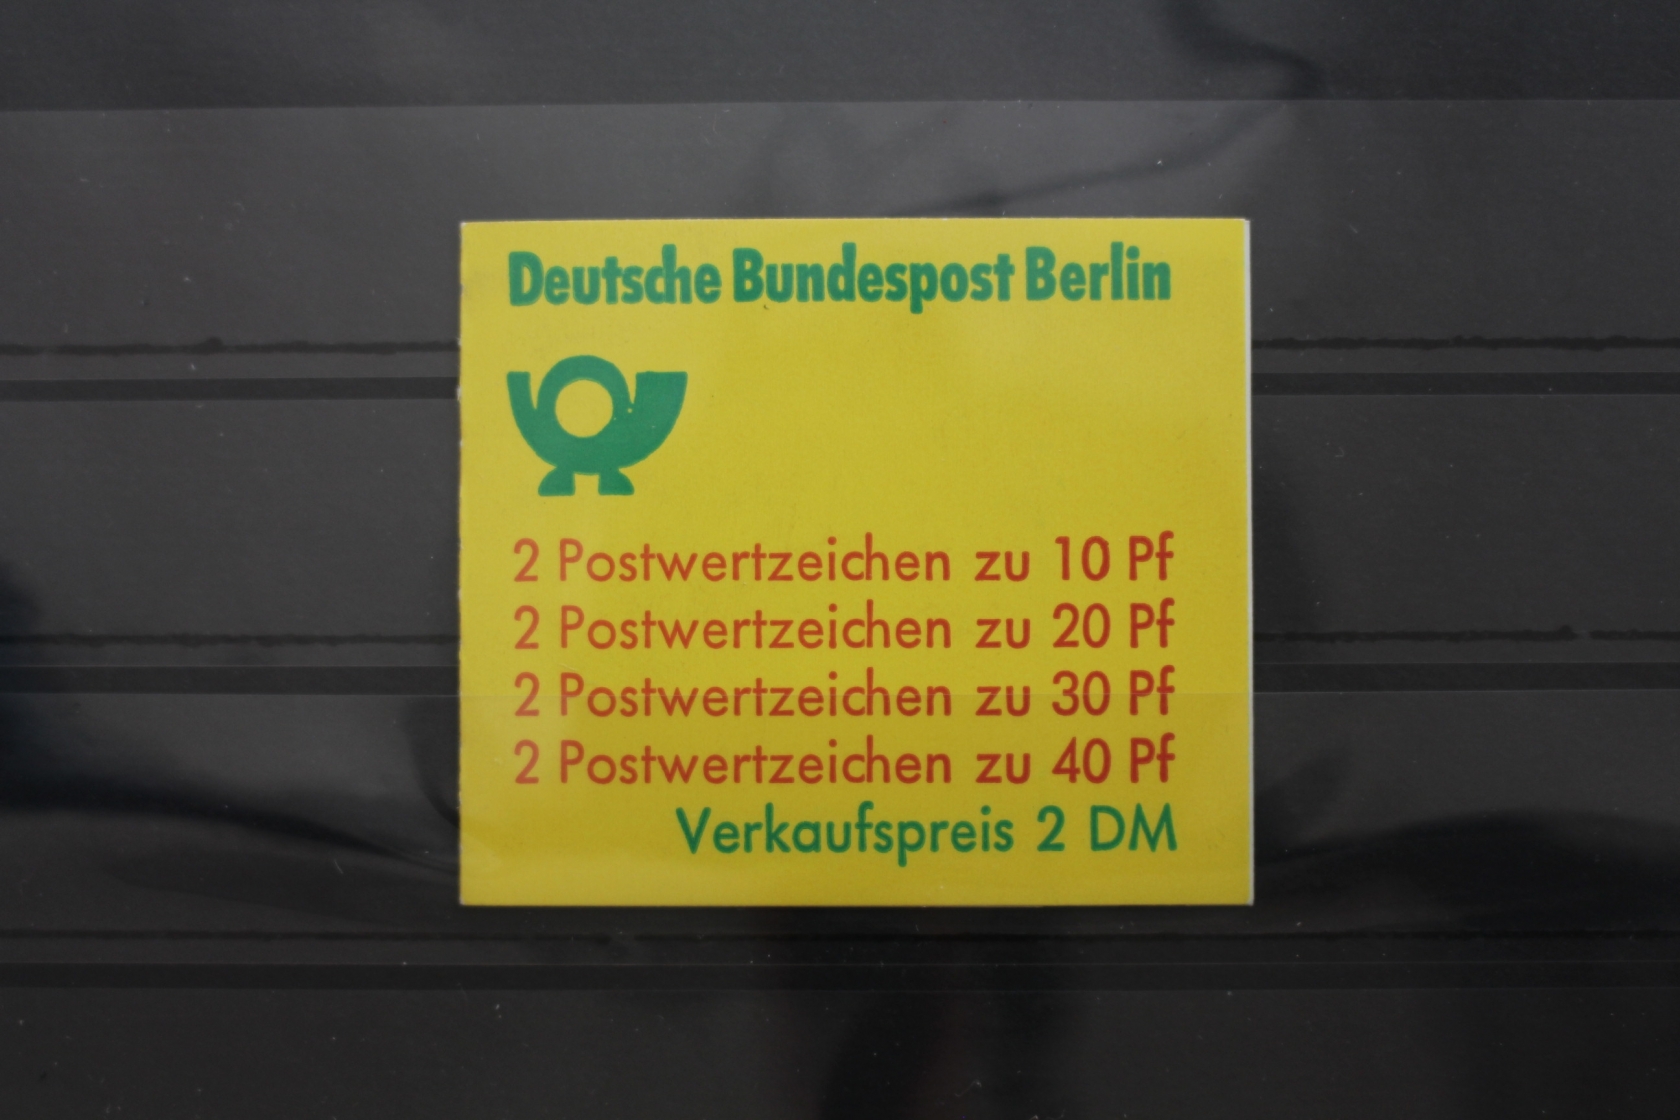 Deutsche Bundespost Berlin
2 Postwertzeichen zu 10 Pf
2 Postwertzeichen zu 20 Pf
2 Postwertzeichen zu 30 Pf
2 Postwertzeichen zu 40 Pf
Verkaufspreis 2 DM